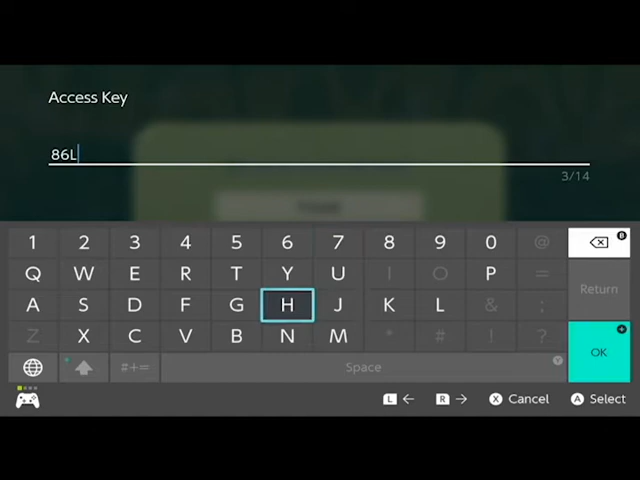 Access Key
86L
3/14
1 2 3 4 5 6 7 8 9 0 @
Q W E R T Y U I O P =
A S D F G H J K L & ;
Z X C V B N M * # ! ?
Return
OK
#+= Space
L ← R → X Cancel A Select